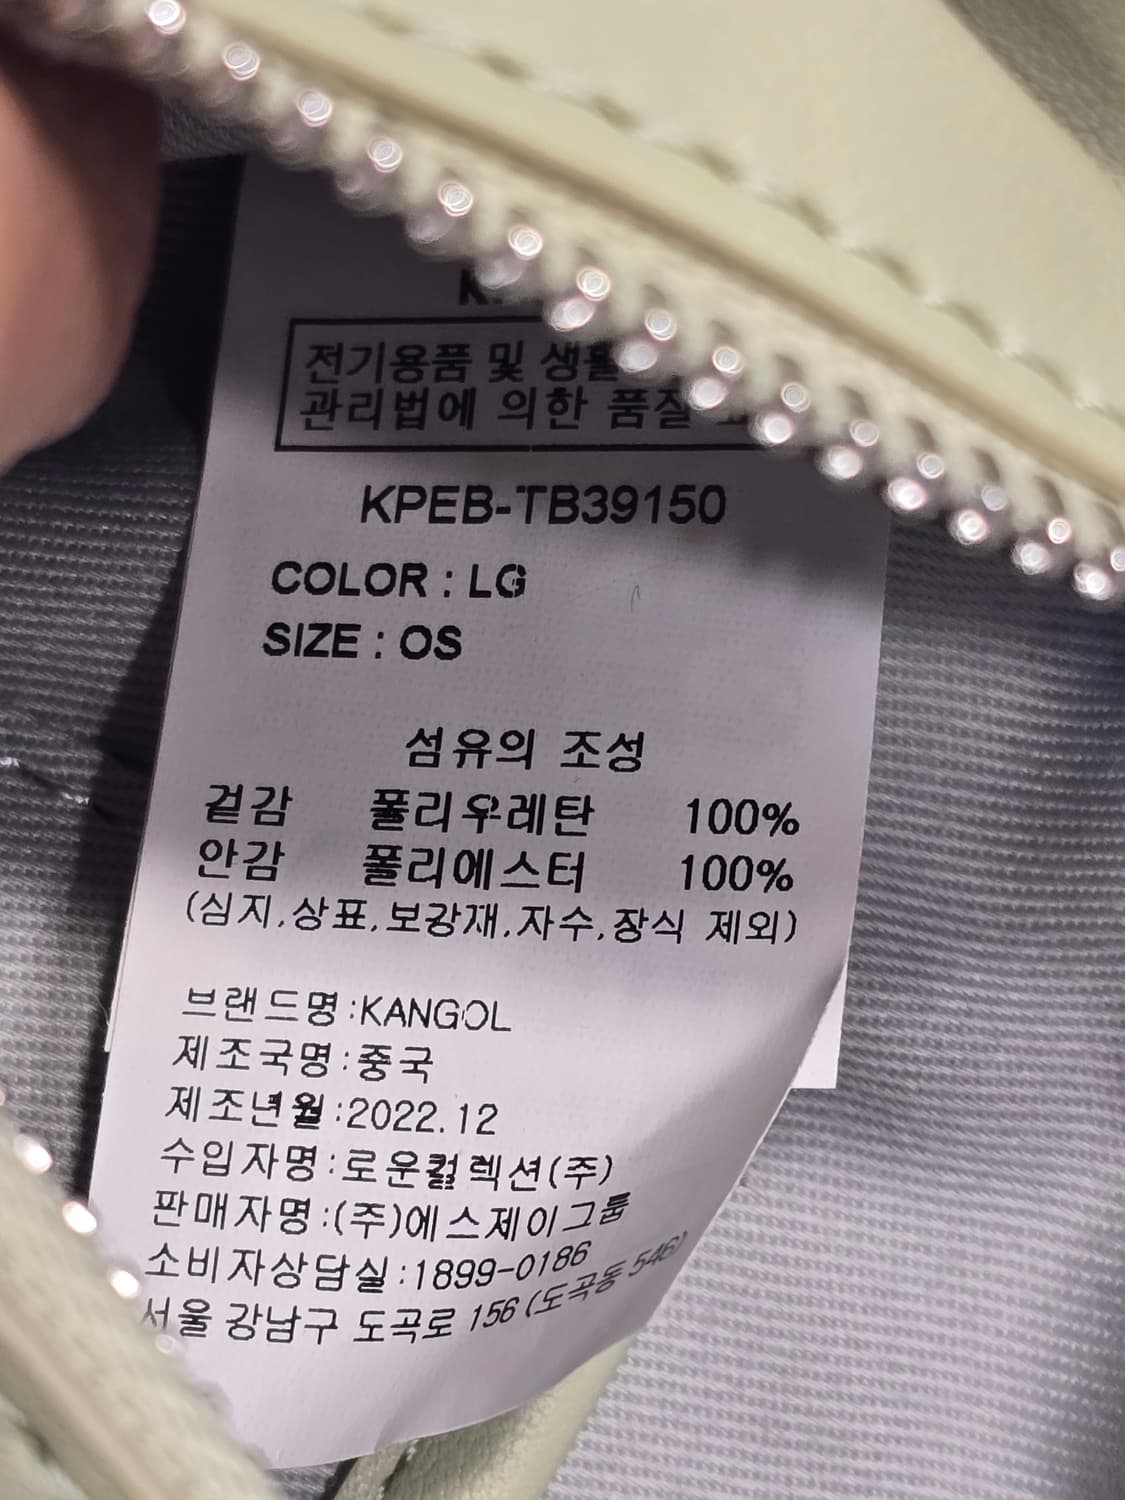 전기용품 및 생활
관리법에 의한 품질
KPEB-TB39150
COLOR : LG
SIZE : OS
섬유의 조성
겉감 폴리우레탄 100%
안감 폴리에스터 100%
(심지,상표,보강재,자수,장식 제외)
브랜드명:KANGOL
제조국명:중국
제조년월:2022.12
수입자명:로운컬렉션(주)
판매자명:(주)에스제이그룹
소비자상담실:1899-0186
서울 강남구 도곡로 156 (도곡동 546)